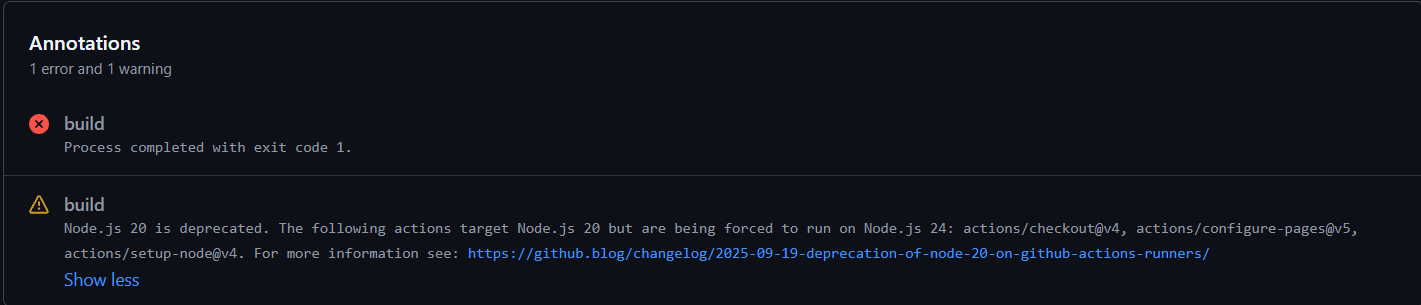 Annotations
1 error and 1 warning
build
Process completed with exit code 1.
build
Node.js 20 is deprecated. The following actions target Node.js 20 but are being forced to run on Node.js 24: actions/checkout@v4, actions/configure-pages@v5,
actions/setup-node@v4. For more information see: https://github.blog/changelog/2025-09-19-deprecation-of-node-20-on-github-actions-runners/
Show less